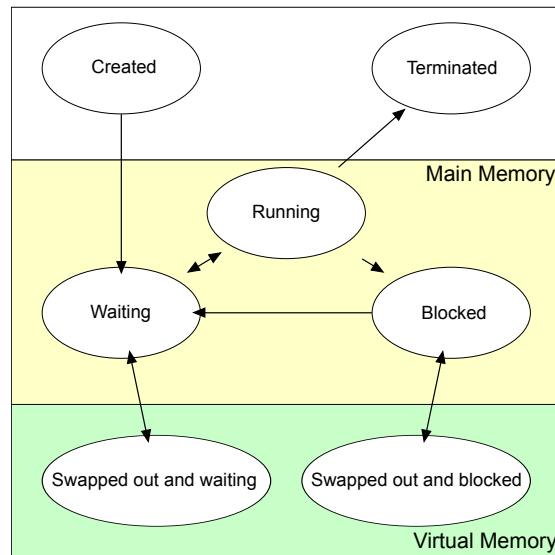 Created
Terminated
Main Memory
Running
Waiting
Blocked
Swapped out and waiting
Swapped out and blocked
Virtual Memory